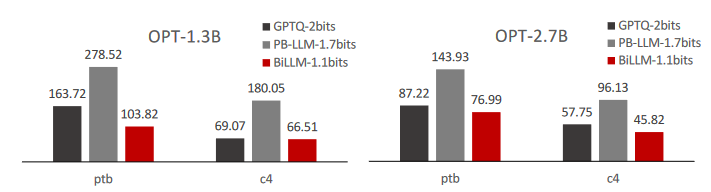 OPT-1.3B
GPTQ-2bits
PB-LLM-1.7bits
BiLLM-1.1bits
278.52
163.72
103.82
180.05
69.07
66.51
ptb
c4
OPT-2.7B
GPTQ-2bits
PB-LLM-1.7bits
BiLLM-1.1bits
143.93
87.22
76.99
96.13
57.75
45.82
ptb
c4